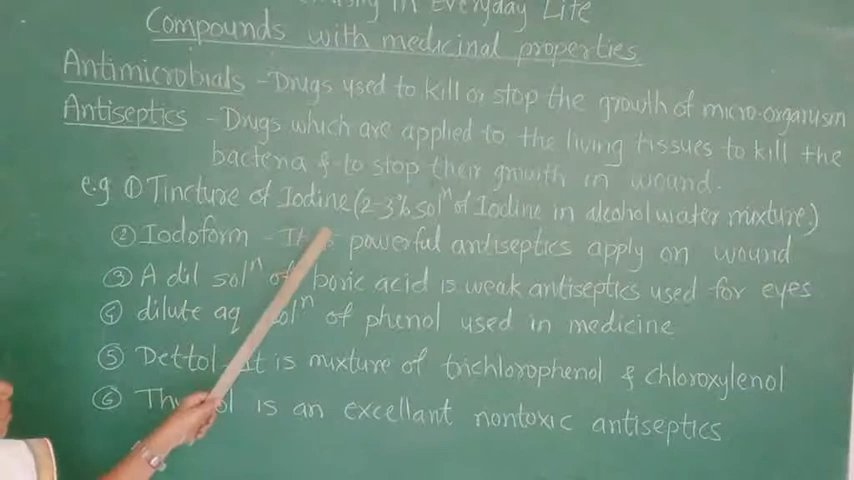 in Everyday Life
Compounds with medicinal properties
Antimicrobials - Drugs used to kill or stop the growth of micro-organism
Antiseptics - Drugs which are applied to the living tissues to kill the
bacteria & to stop their growth in wound.
e.g ① Tincture of Iodine (2-3% solⁿ of Iodine in alcohol water mixture.)
② Iodoform - It powerful antiseptics apply on wound
③ A dil solⁿ of boric acid is weak antiseptics used for eyes
④ dilute aq solⁿ of phenol used in medicine
⑤ Dettol - It is mixture of trichlorophenol & chloroxylenol
⑥ is an excellant nontoxic antiseptics